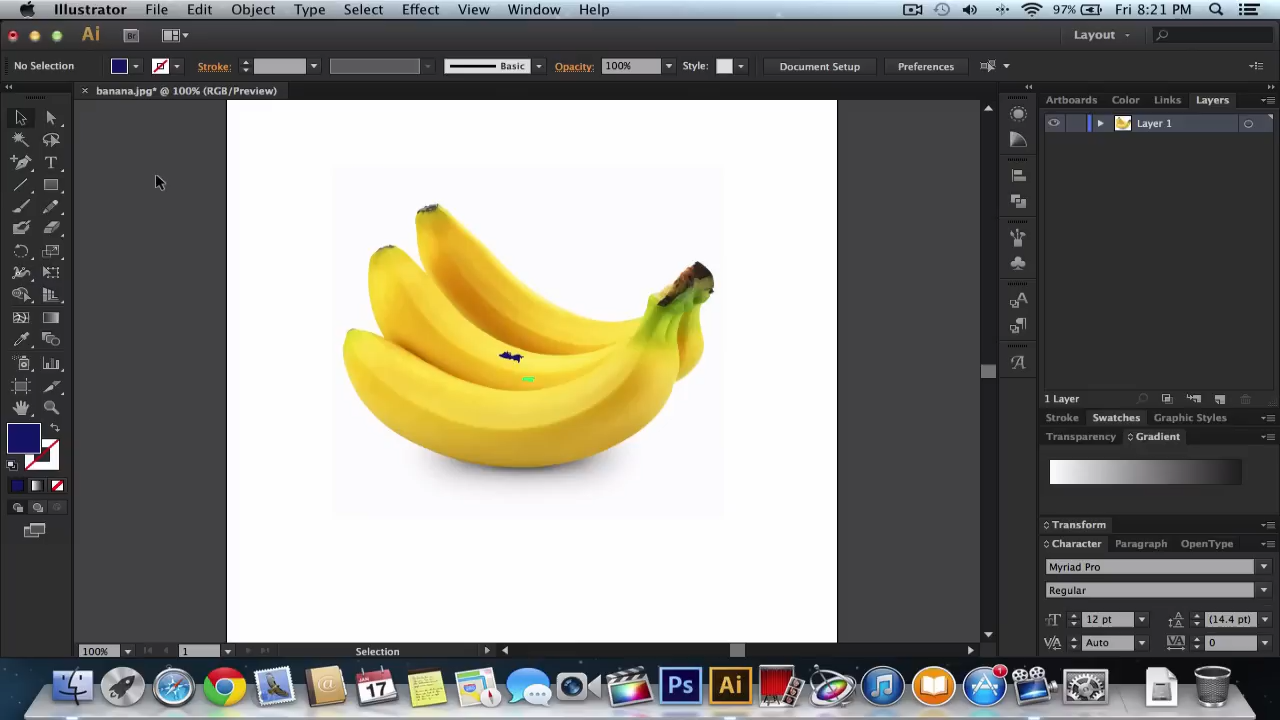 Illustrator File Edit Object Type Select Effect View Window Help 97% Fri 8:21 PM
Ai Br Layout
No Selection Stroke: Basic Opacity: 100% Style: Document Setup Preferences
× banana.jpg* @ 100% (RGB/Preview)
Artboards Color Links Layers
Layer 1
1 Layer
Stroke Swatches Graphic Styles
Transparency Gradient
Transform
Character Paragraph OpenType
Myriad Pro
Regular
12 pt (14.4 pt)
Auto 0
100% 1 Selection
JAN 17 Ps Ai 1